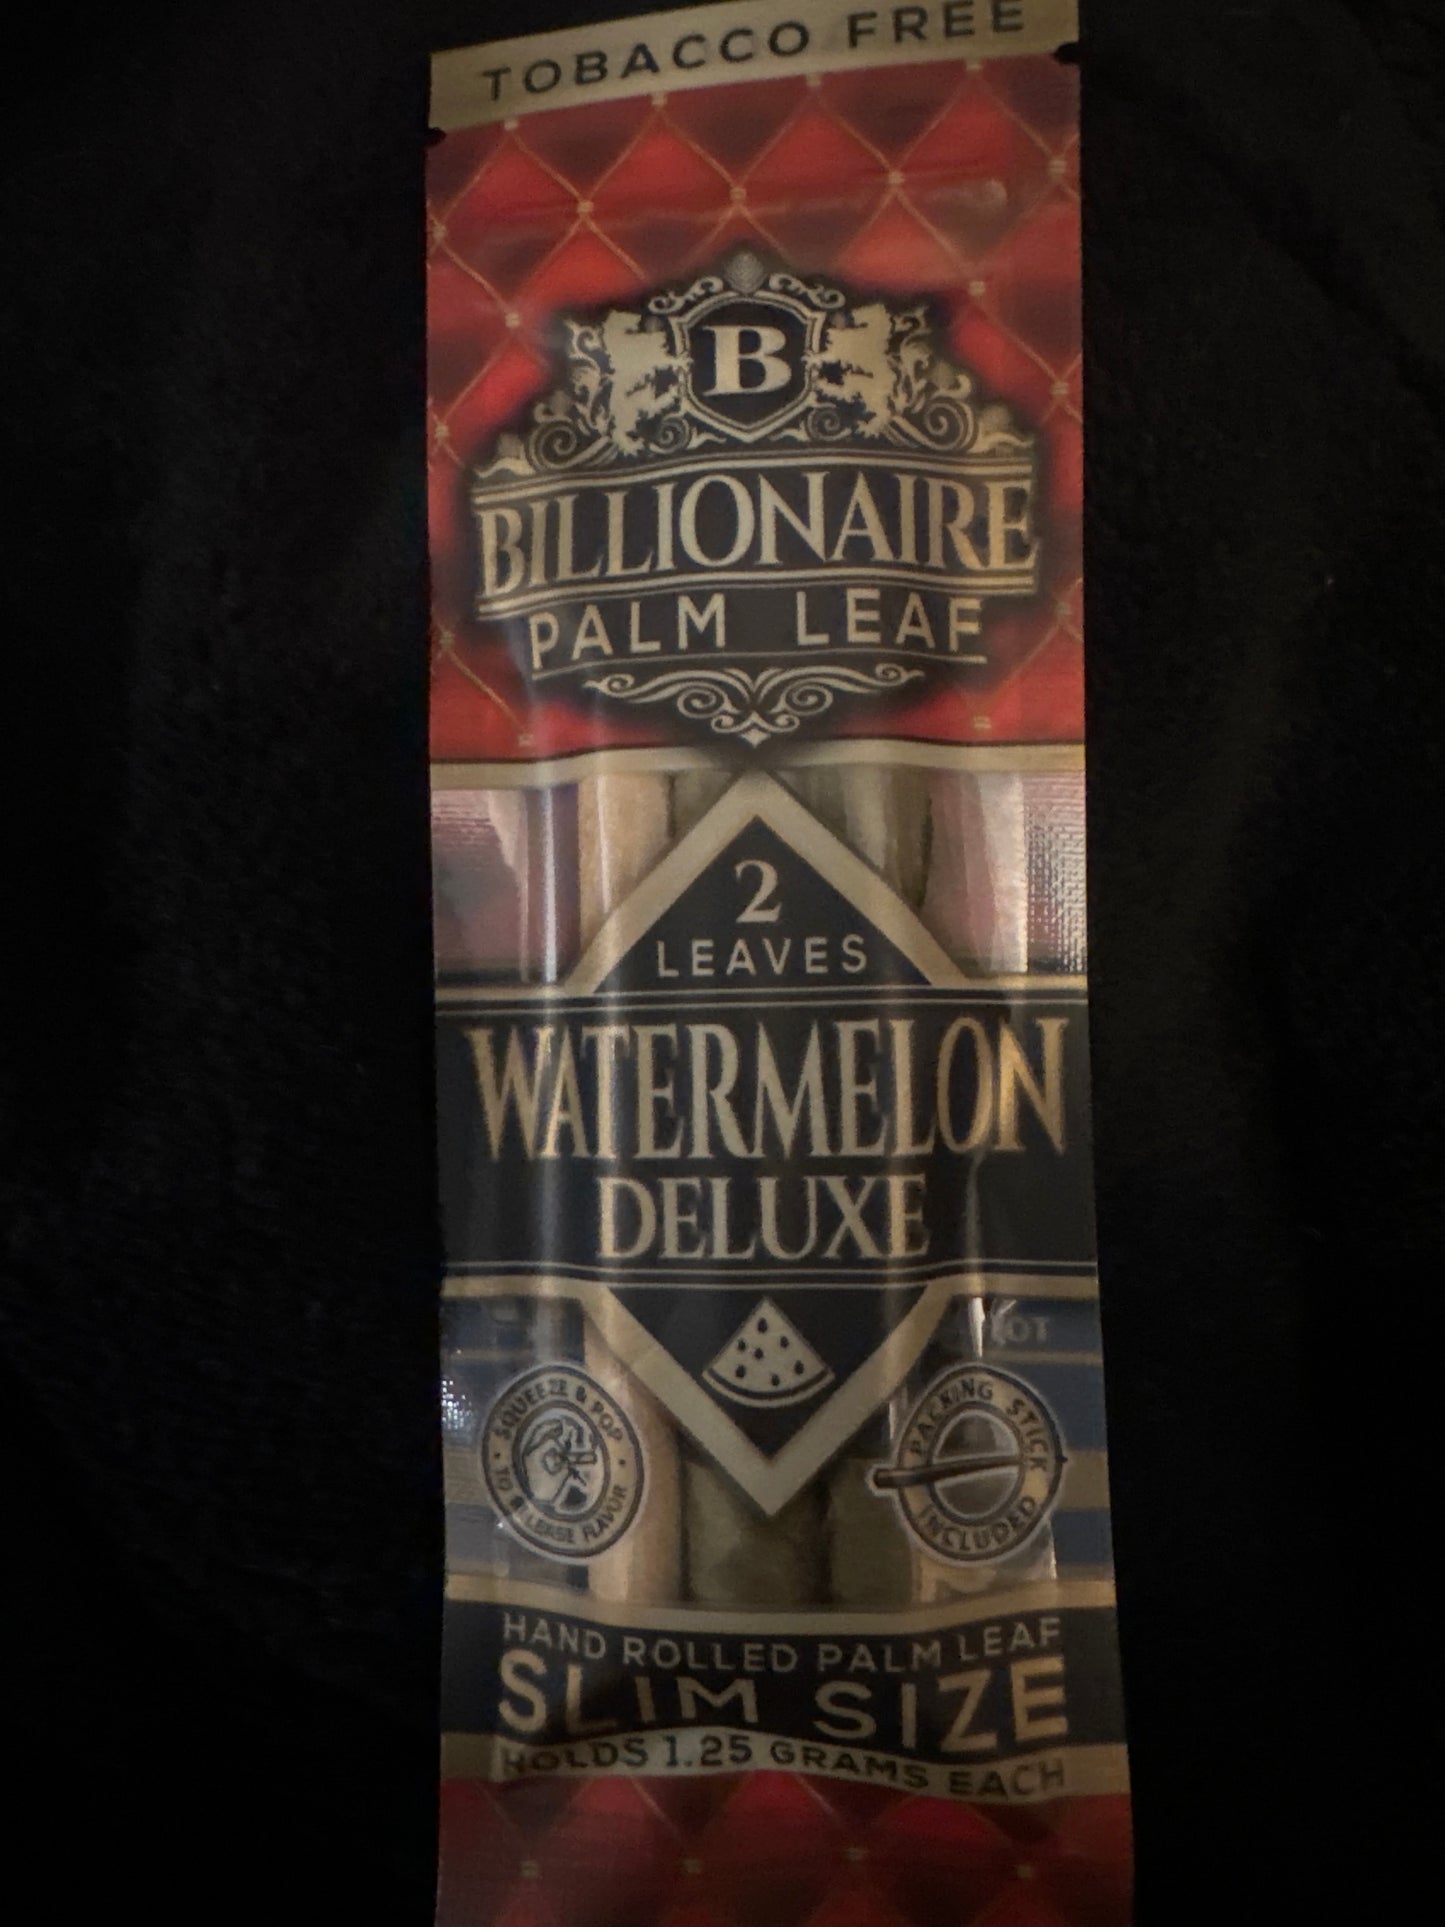 TOBACCO FREE
B
BILLIONAIRE
PALM LEAF
2
LEAVES
WATERMELON
DELUXE
SQUEEZE & POP
TO RELEASE FLAVOR
PACKING STICK
INCLUDED
HAND ROLLED PALM LEAF
SLIM SIZE
HOLDS 1.25 GRAMS EACH